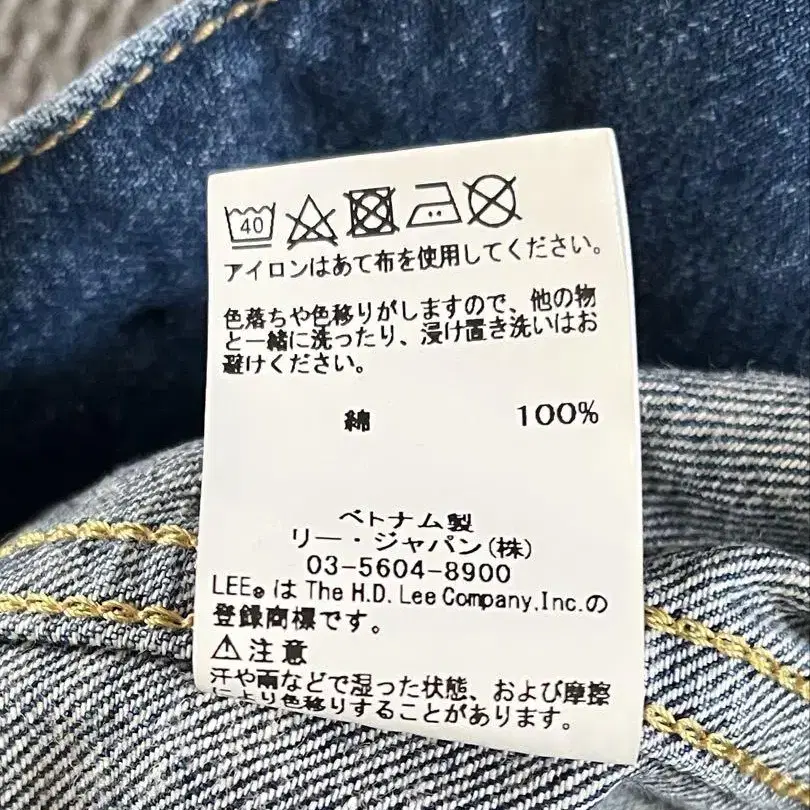 40
アイロンはあて布を使用してください。
色落ちや色移りがしますので、他の物
と一緒に洗ったり、浸け置き洗いはお
避けください。
綿 100%
ベトナム製
リー・ジャパン(株)
03-5604-8900
LEE® は The H.D. Lee Company,Inc.の
登録商標です。
⚠注意
汗や雨などで湿った状態、および摩擦
により色移りすることがあります。